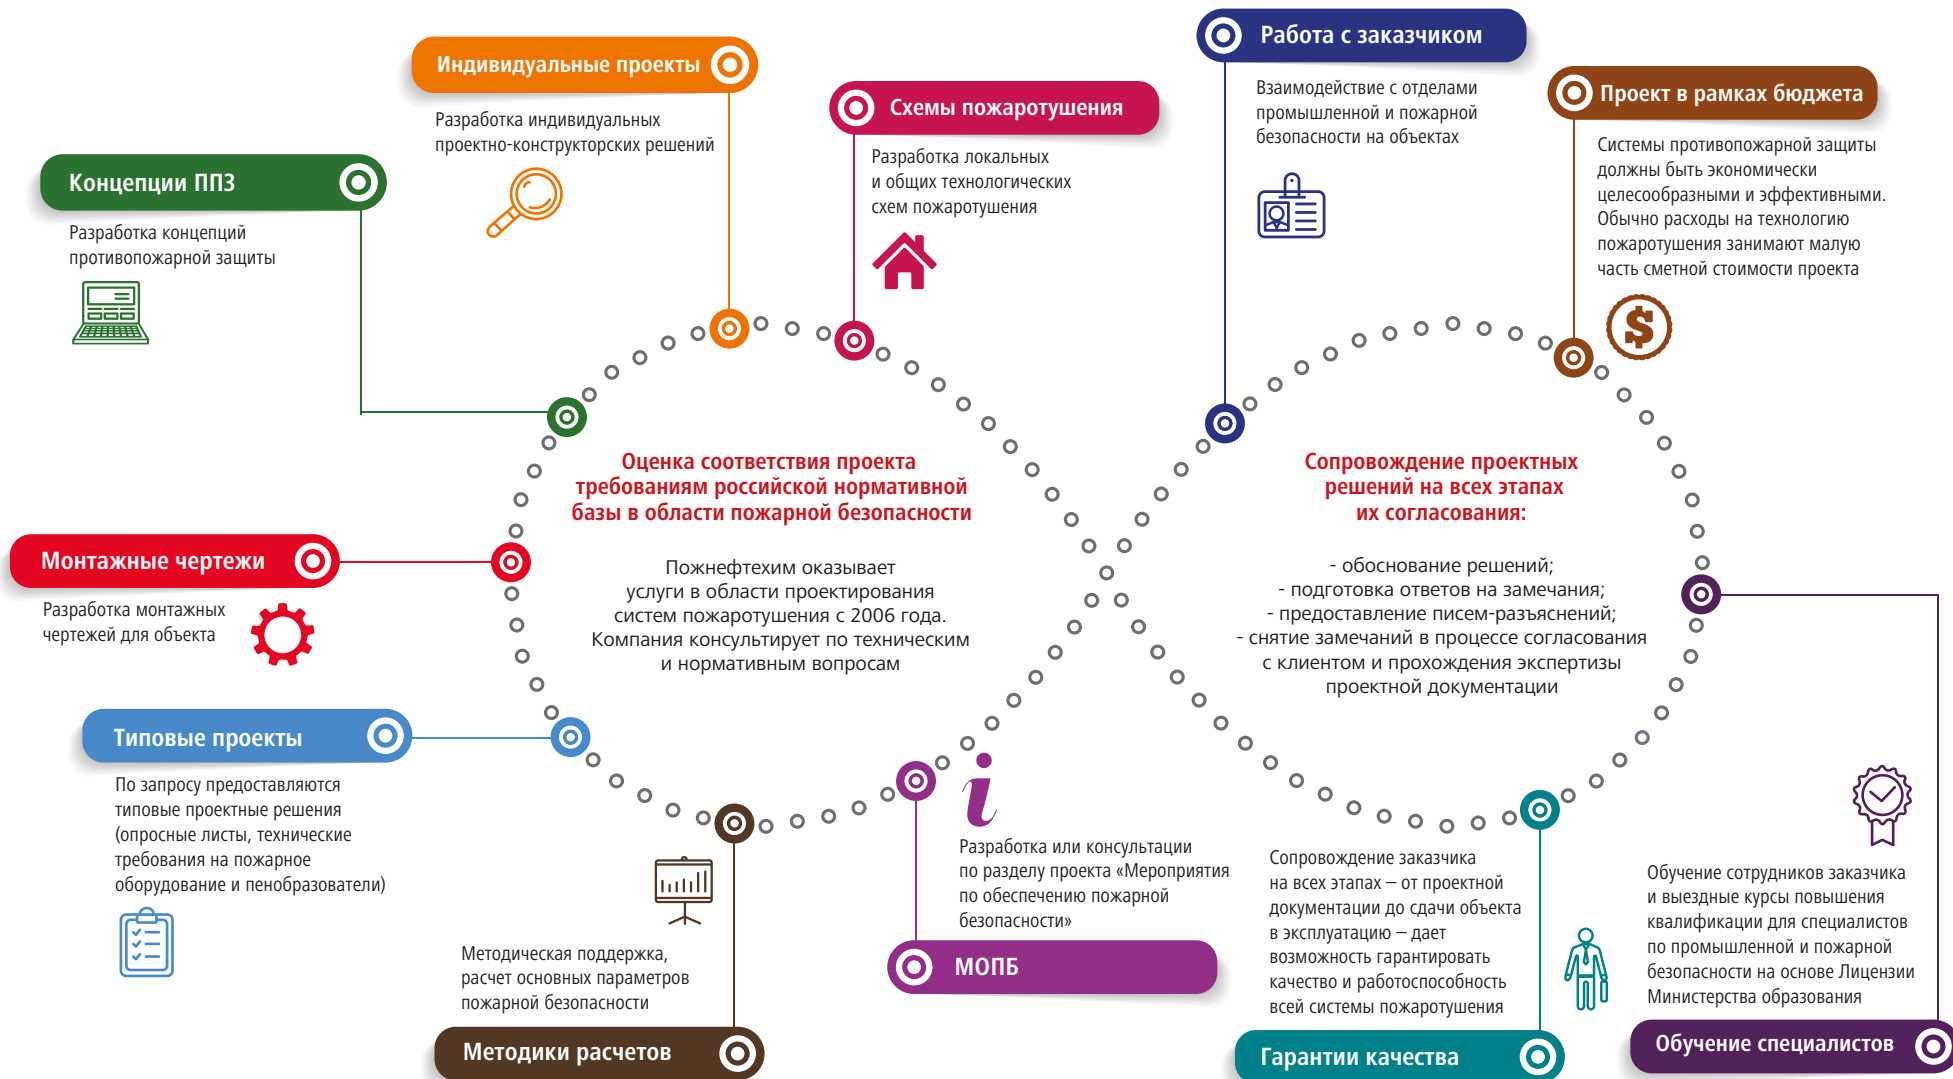 Индивидуальные проекты
Разработка индивидуальных
проектно-конструкторских решений
Схемы пожаротушения
Разработка локальных
и общих технологических
схем пожаротушения
Работа с заказчиком
Взаимодействие с отделами
промышленной и пожарной
безопасности на объектах
Проект в рамках бюджета
Системы противопожарной защиты
должны быть экономически
целесообразными и эффективными.
Обычно расходы на технологию
пожаротушения занимают малую
часть сметной стоимости проекта
$
Концепции ППЗ
Разработка концепций
противопожарной защиты
Оценка соответствия проекта
требованиям российской нормативной
базы в области пожарной безопасности
Пожнефтехим оказывает
услуги в области проектирования
систем пожаротушения с 2006 года.
Компания консультирует по техническим
и нормативным вопросам
Сопровождение проектных
решений на всех этапах
их согласования:
- обоснование решений;
- подготовка ответов на замечания;
- предоставление писем-разъяснений;
- снятие замечаний в процессе согласования
с клиентом и прохождения экспертизы
проектной документации
Монтажные чертежи
Разработка монтажных
чертежей для объекта
Типовые проекты
По запросу предоставляются
типовые проектные решения
(опросные листы, технические
требования на пожарное
оборудование и пенобразователи)
Методическая поддержка,
расчет основных параметров
пожарной безопасности
Методики расчетов
i
Разработка или консультации
по разделу проекта «Мероприятия
по обеспечению пожарной
безопасности»
МОПБ
Сопровождение заказчика
на всех этапах – от проектной
документации до сдачи объекта
в эксплуатацию – дает
возможность гарантировать
качество и работоспособность
всей системы пожаротушения
Гарантии качества
Обучение сотрудников заказчика
и выездные курсы повышения
квалификации для специалистов
по промышленной и пожарной
безопасности на основе Лицензии
Министерства образования
Обучение специалистов